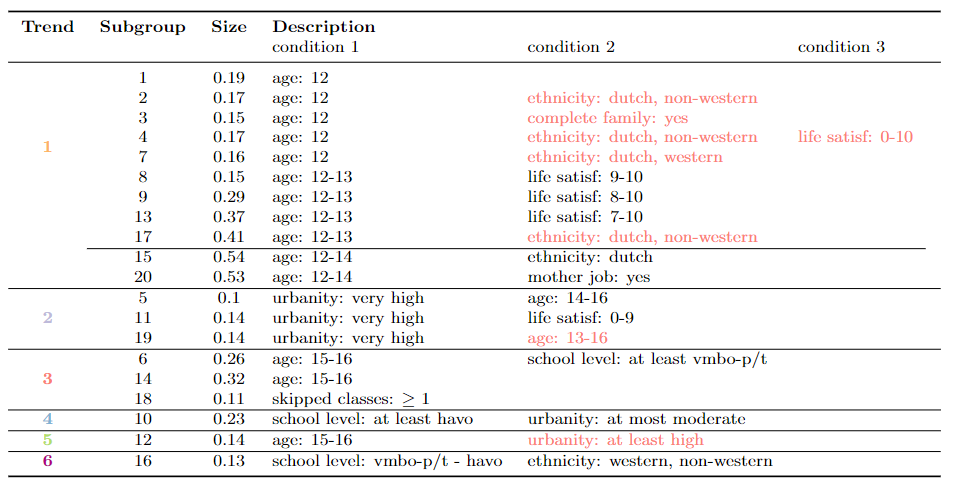 Trend Subgroup Size Description
condition 1 condition 2 condition 3
1 0.19 age: 12
2 0.17 age: 12 ethnicity: dutch, non-western
3 0.15 age: 12 complete family: yes
4 0.17 age: 12 ethnicity: dutch, non-western life satisf: 0-10
1
7 0.16 age: 12 ethnicity: dutch, western
8 0.15 age: 12-13 life satisf: 9-10
9 0.29 age: 12-13 life satisf: 8-10
13 0.37 age: 12-13 life satisf: 7-10
17 0.41 age: 12-13 ethnicity: dutch, non-western
15 0.54 age: 12-14 ethnicity: dutch
20 0.53 age: 12-14 mother job: yes
5 0.1 urbanity: very high age: 14-16
2 11 0.14 urbanity: very high life satisf: 0-9
19 0.14 urbanity: very high age: 13-16
6 0.26 age: 15-16 school level: at least vmbo-p/t
3 14 0.32 age: 15-16
18 0.11 skipped classes: ≥ 1
4 10 0.23 school level: at least havo urbanity: at most moderate
5 12 0.14 age: 15-16 urbanity: at least high
6 16 0.13 school level: vmbo-p/t - havo ethnicity: western, non-western